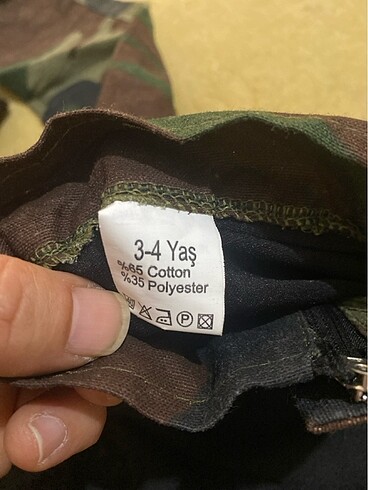 3-4 Yaş
%65 Cotton
%35 Polyester
P